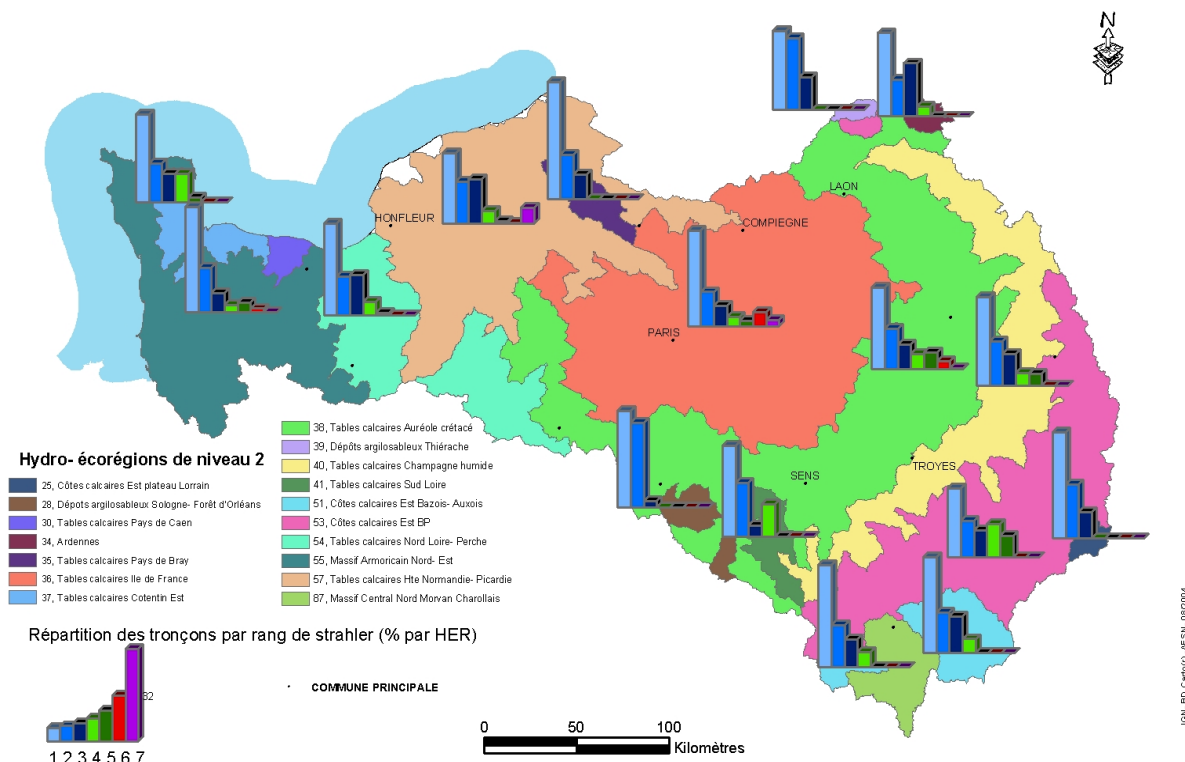 N
LAON
HONFLEUR
COMPIEGNE
PARIS
TROYES
SENS
Hydro- écorégions de niveau 2
25, Côtes calcaires Est plateau Lorrain
28, Dépots argilosableux Sologne- Forêt d'Orléans
30, Tables calcaires Pays de Caen
34, Ardennes
35, Tables calcaires Pays de Bray
36, Tables calcaires Ile de France
37, Tables calcaires Cotentin Est
38, Tables calcaires Auréole crétacé
39, Dépôts argilosableux Thiérache
40, Tables calcaires Champagne humide
41, Tables calcaires Sud Loire
51, Côtes calcaires Est Bazois- Auxois
53, Côtes calcaires Est BP
54, Tables calcaires Nord Loire- Perche
55, Massif Armoricain Nord- Est
57, Tables calcaires Hte Normandie- Picardie
87, Massif Central Nord Morvan Charollais
Répartition des tronçons par rang de strahler (% par HER)
32
1 2 3 4 5 6 7
COMMUNE PRINCIPALE
0 50 100
Kilomètres